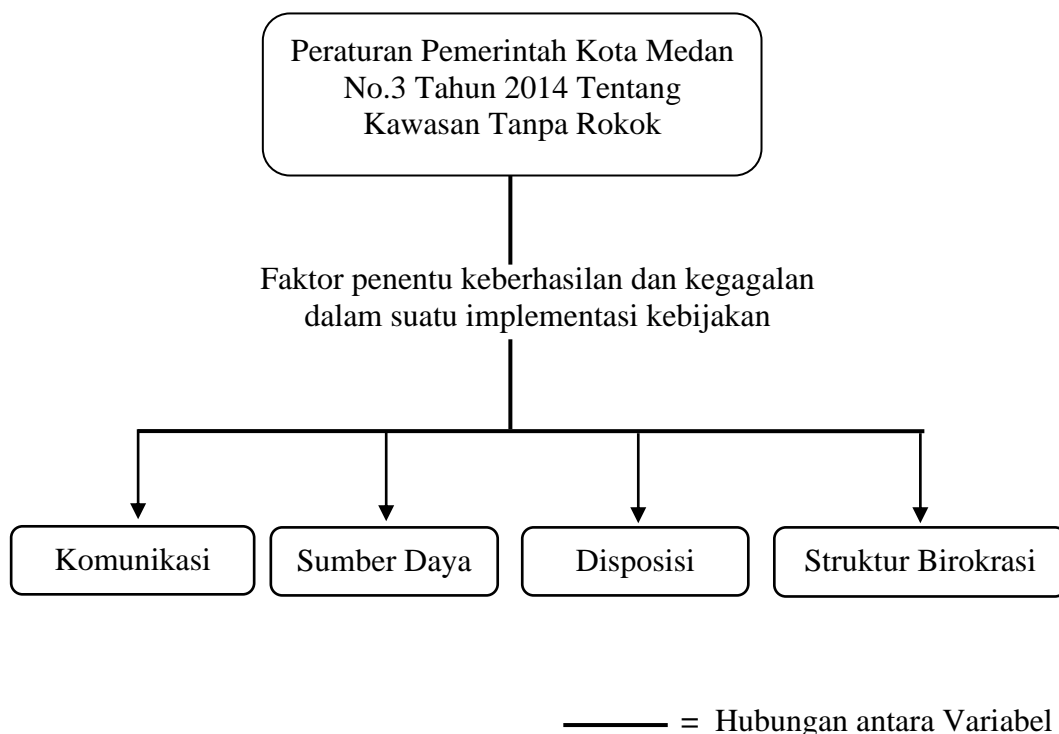 Peraturan Pemerintah Kota Medan
No.3 Tahun 2014 Tentang
Kawasan Tanpa Rokok
Faktor penentu keberhasilan dan kegagalan
dalam suatu implementasi kebijakan
Komunikasi
Sumber Daya
Disposisi
Struktur Birokrasi
= Hubungan antara Variabel